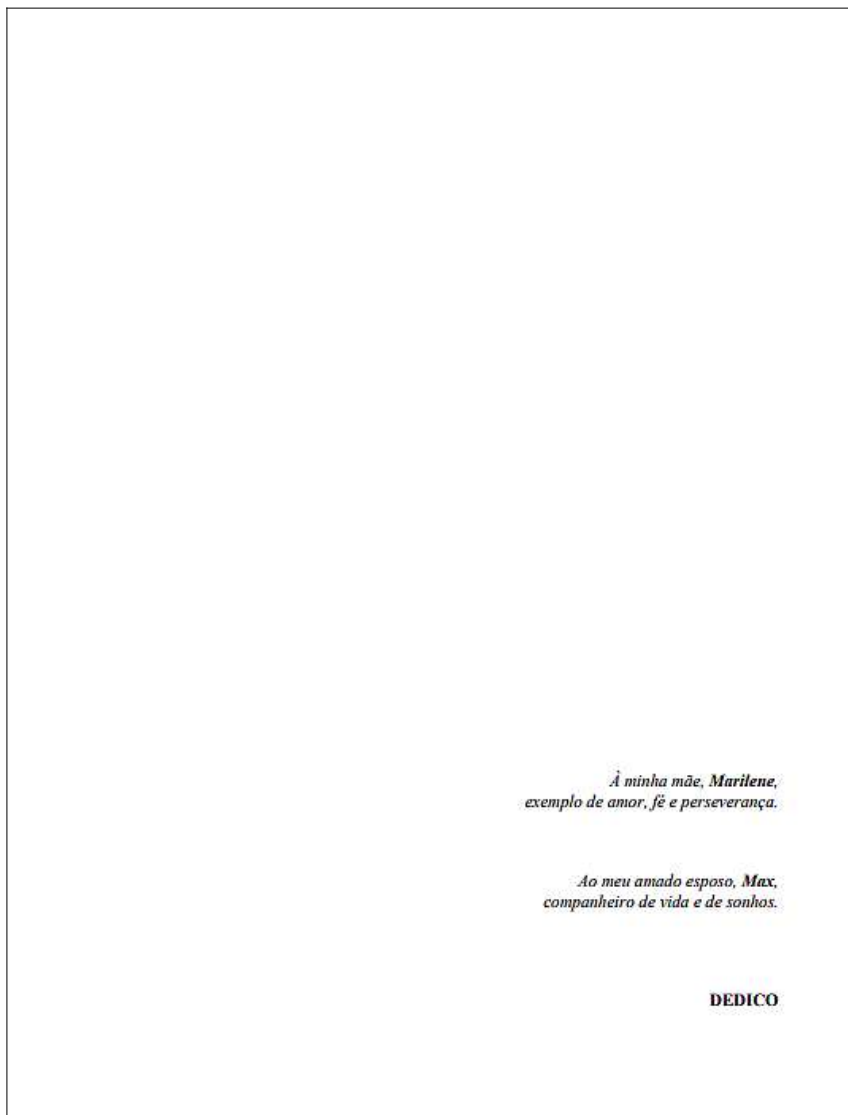 À minha mãe, Marilene,
exemplo de amor, fé e perseverança.
Ao meu amado esposo, Max,
companheiro de vida e de sonhos.
DEDICO